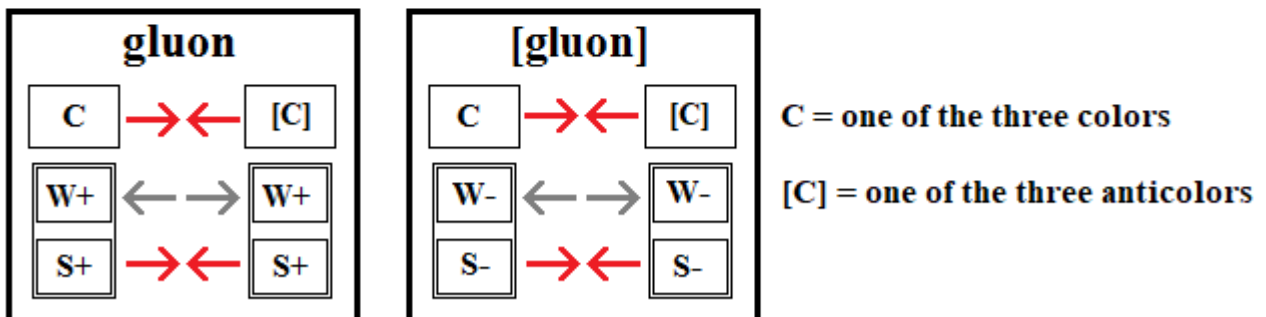 gluon [gluon]
C [C] C [C] C = one of the three colors
W+ W+ W- W- [C] = one of the three anticolors
S+ S+ S- S-